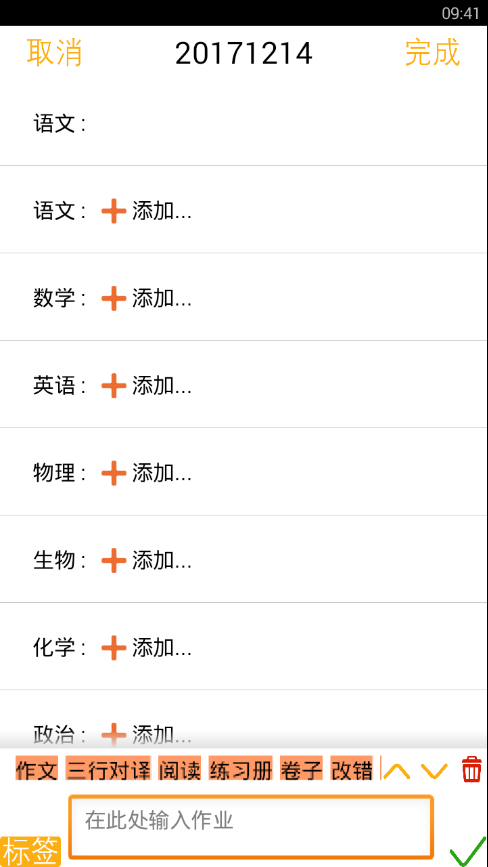 09:41
取消 20171214 完成
语文 :
语文 : 添加...
数学 : 添加...
英语 : 添加...
物理 : 添加...
生物 : 添加...
化学 : 添加...
政治 : 添加...
作文 三行对译 阅读 练习册 卷子 改错
在此处输入作业
标签